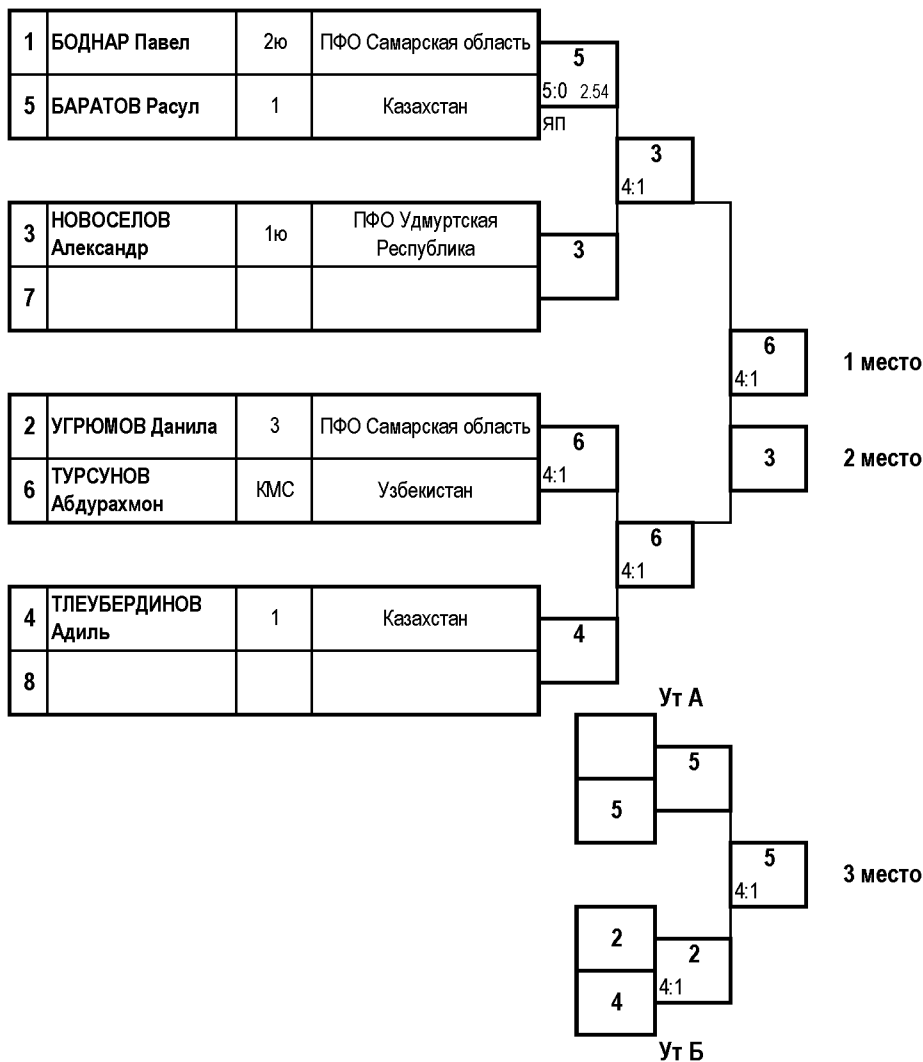 1 БОДНАР Павел 2ю ПФО Самарская область
5
5:0 2.54
5 БАРАТОВ Расул 1 Казахстан
ЯП
3
4:1
3 НОВОСЕЛОВ Александр 1ю ПФО Удмуртская Республика
3
7
6
4:1
1 место
2 УГРЮМОВ Данила 3 ПФО Самарская область
6
4:1
3
2 место
6 ТУРСУНОВ Абдурахмон КМС Узбекистан
6
4:1
4 ТЛЕУБЕРДИНОВ Адиль 1 Казахстан
4
8
Ут А
5
5
5
4:1
3 место
2
2
4:1
4
Ут Б